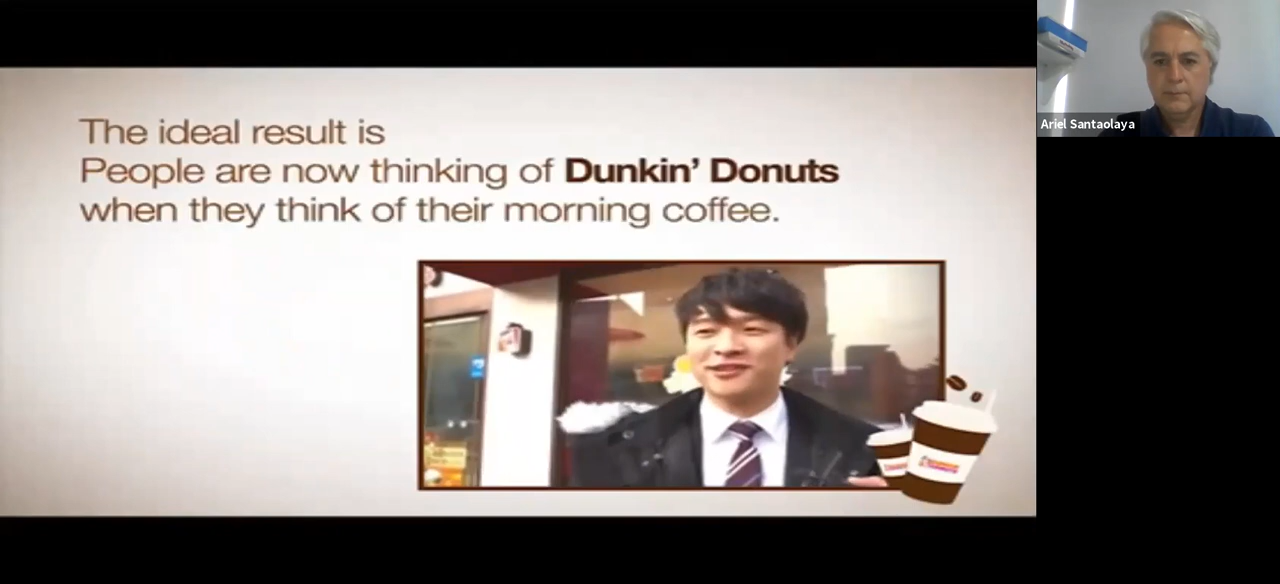 The ideal result is
People are now thinking of Dunkin' Donuts
when they think of their morning coffee.
Ariel Santaolaya